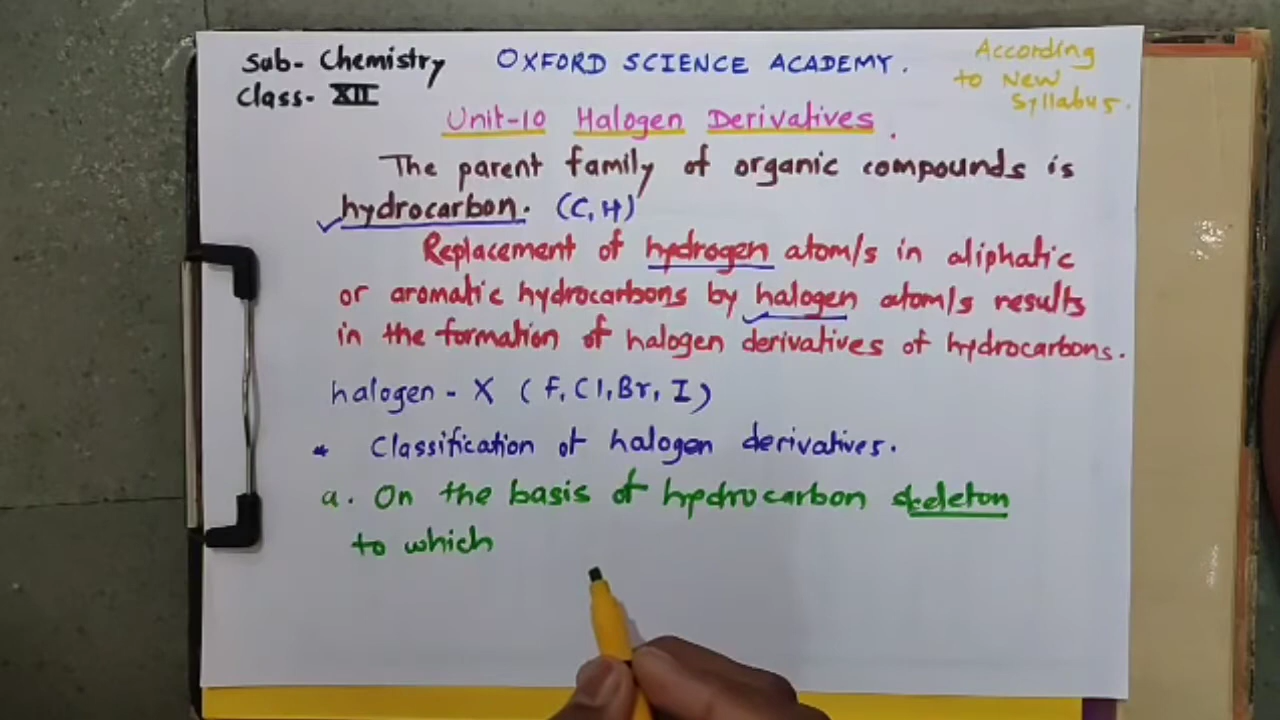 Sub- Chemistry
OXFORD SCIENCE ACADEMY.
According
to New
Syllabus.
Class- XII
Unit-10 Halogen Derivatives.
The parent family of organic compounds is
hydrocarbon. (C, H)
Replacement of hydrogen atom/s in aliphatic
or aromatic hydrocarbons by halogen atom/s results
in the formation of halogen derivatives of hydrocarbons.
halogen - X (F, Cl, Br, I)
* Classification of halogen derivatives.
a. On the basis of hydrocarbon skeleton
to which